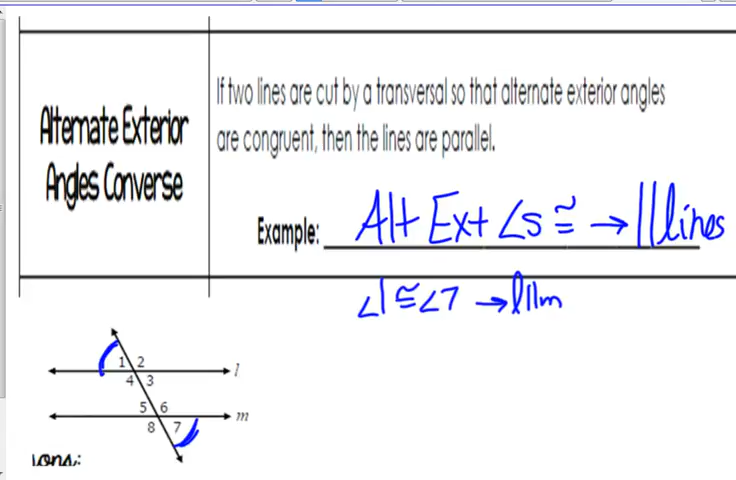 Alternate Exterior
Angles Converse
If two lines are cut by a transversal so that alternate exterior angles
are congruent, then the lines are parallel.
Example: Alt Ext ∠s ≅ → || lines
∠1 ≅ ∠7 → l || m
1 2
4 3
l
5 6
8 7
m